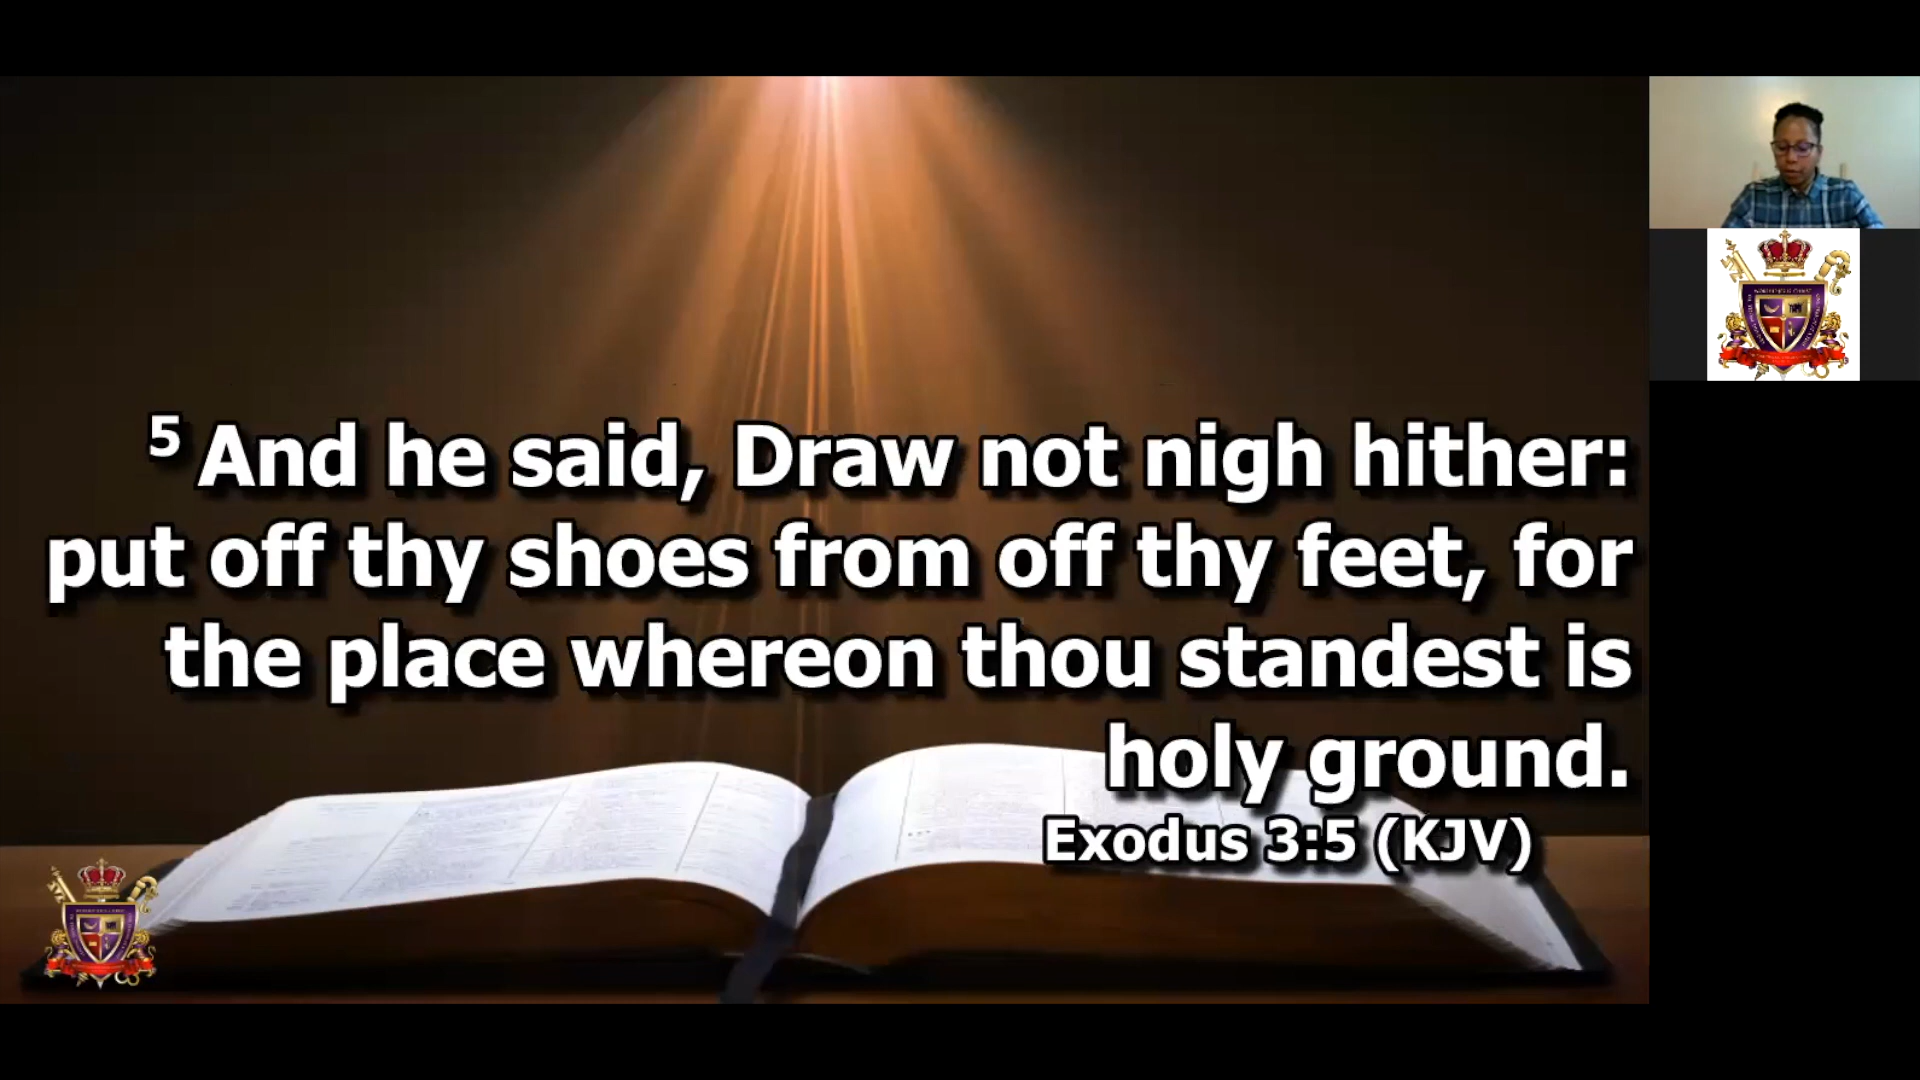 5 And he said, Draw not nigh hither:
put off thy shoes from off thy feet, for
the place whereon thou standest is
holy ground.
Exodus 3:5 (KJV)